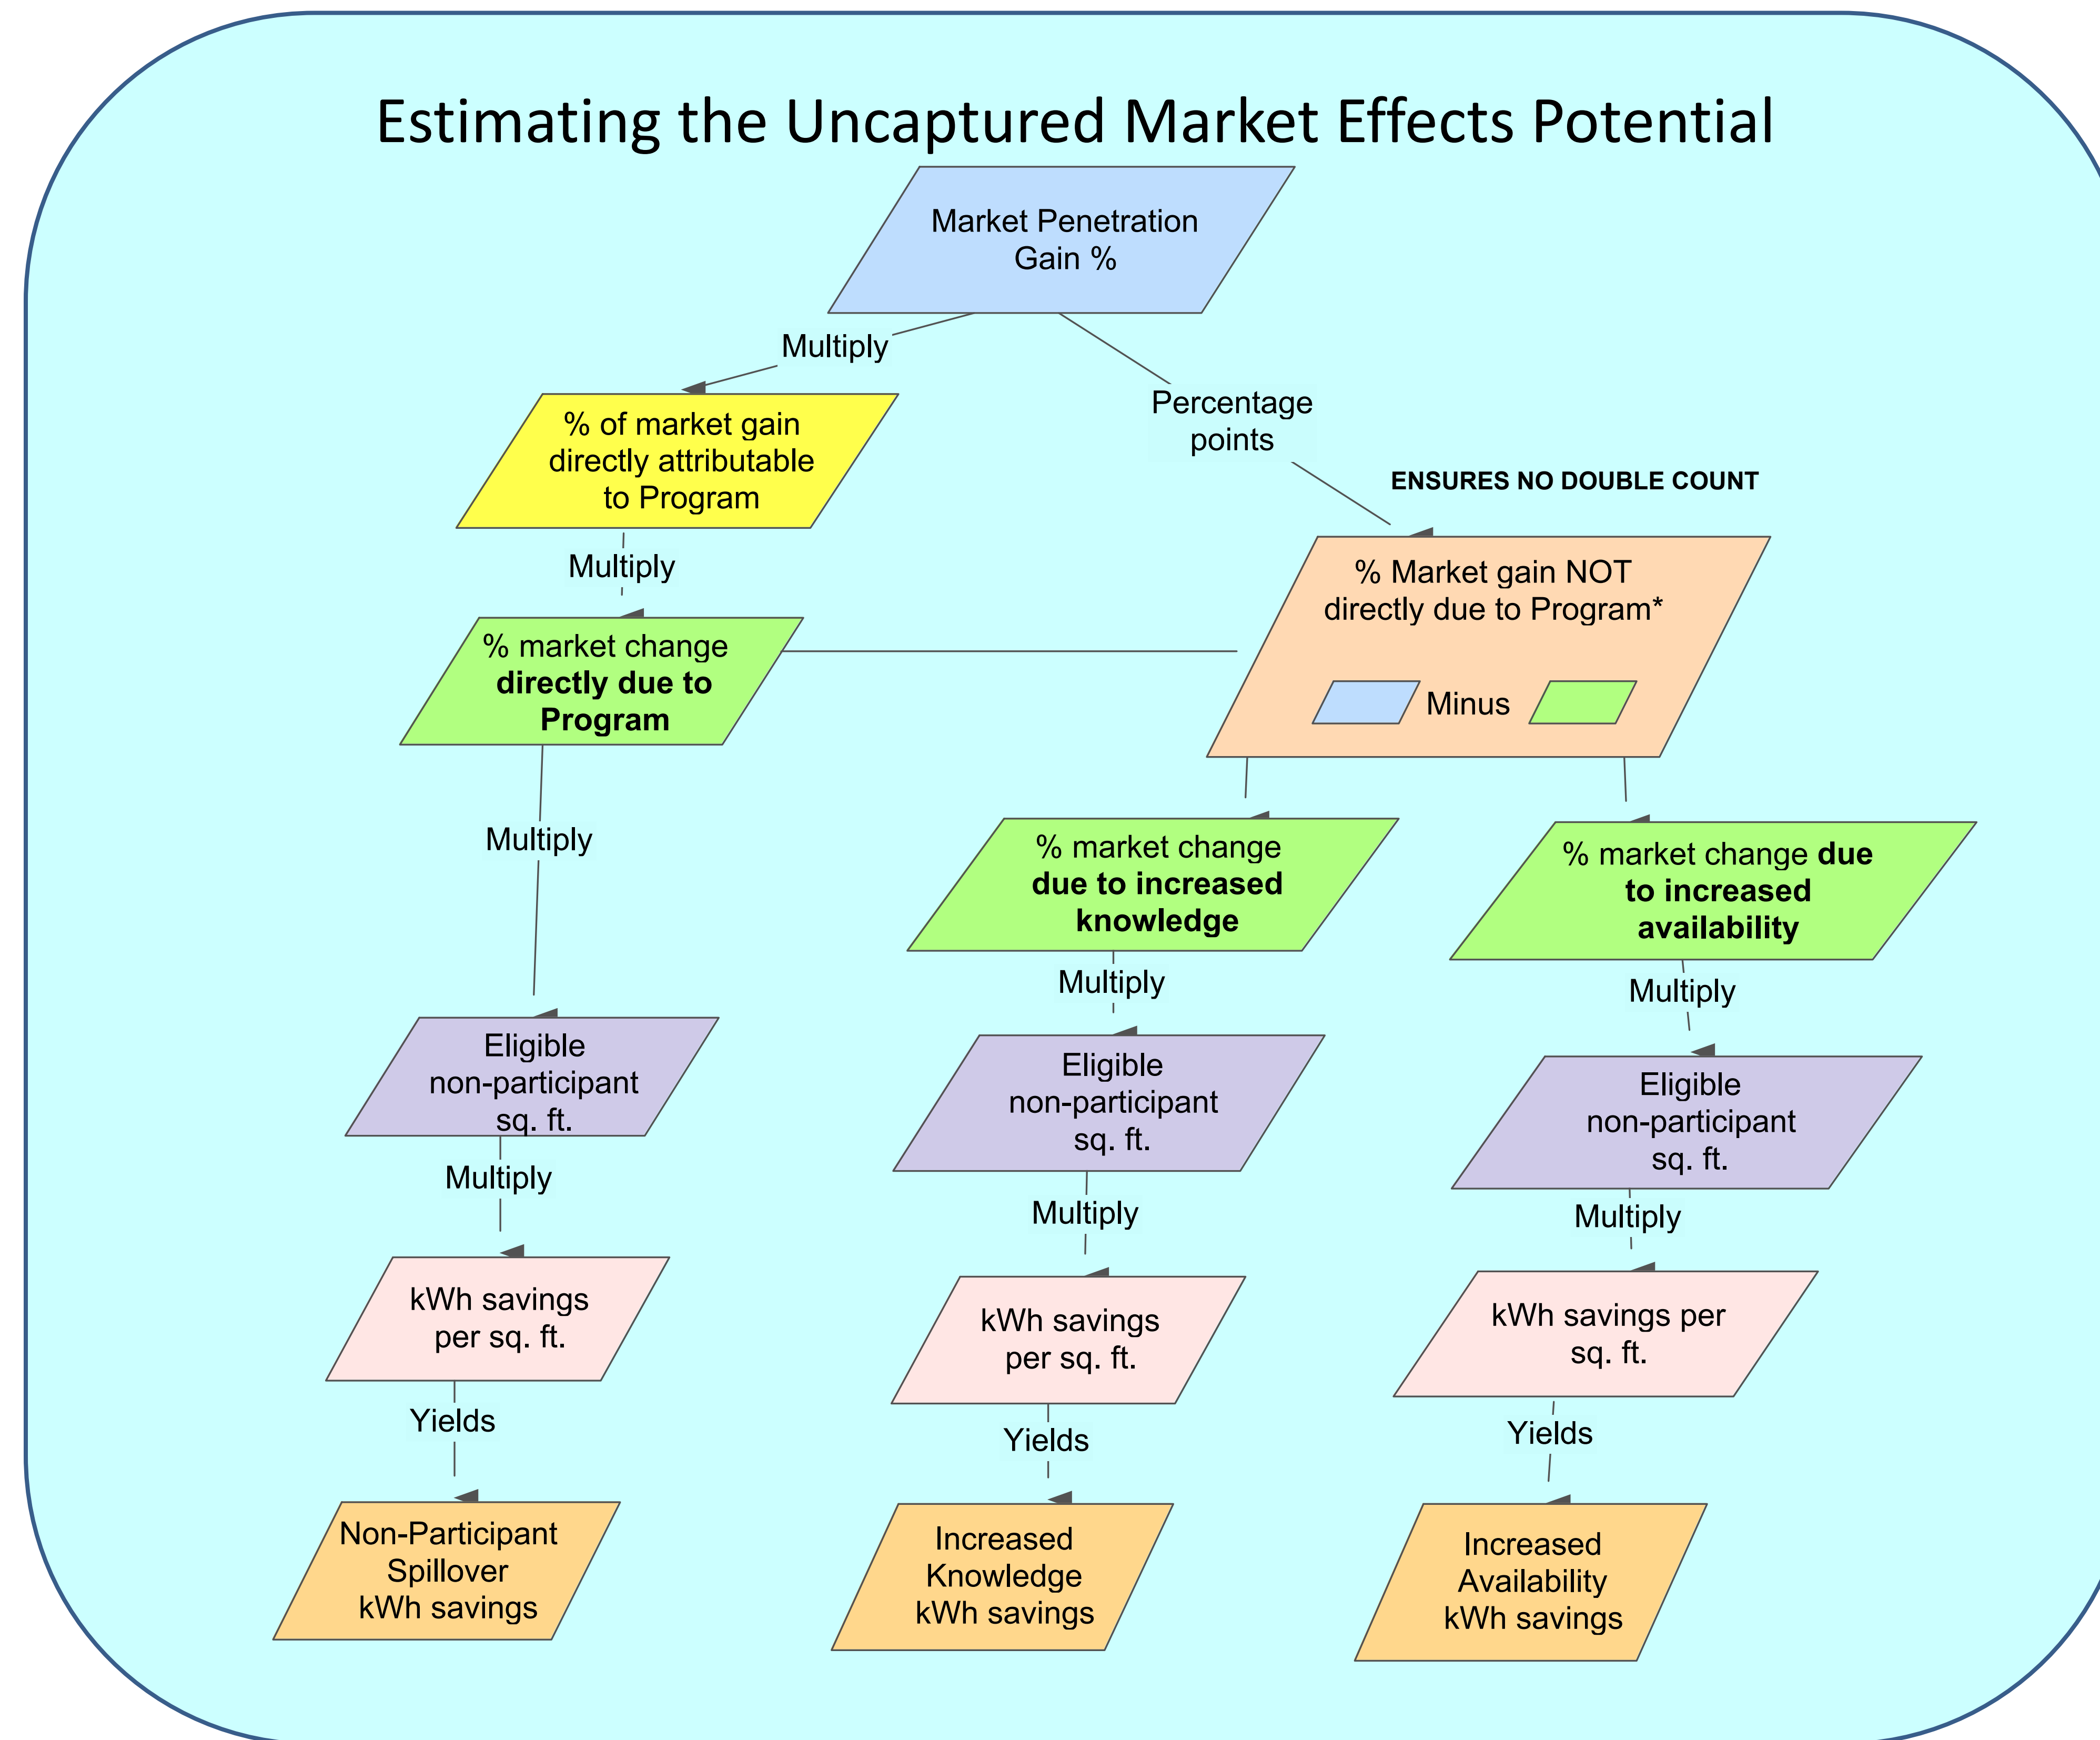 Estimating the Uncaptured Market Effects Potential
Market Penetration
Gain %
Multiply
Percentage
points
% of market gain
directly attributable
to Program
ENSURES NO DOUBLE COUNT
Multiply
% Market gain NOT
directly due to Program*
Minus
% market change
directly due to
Program
Multiply
% market change
due to increased
knowledge
% market change due
to increased
availability
Multiply
Multiply
Eligible
non-participant
sq. ft.
Eligible
non-participant
sq. ft.
Eligible
non-participant
sq. ft.
Multiply
Multiply
Multiply
kWh savings
per sq. ft.
kWh savings
per sq. ft.
kWh savings per
sq. ft.
Yields
Yields
Yields
Non-Participant
Spillover
kWh savings
Increased
Knowledge
kWh savings
Increased
Availability
kWh savings